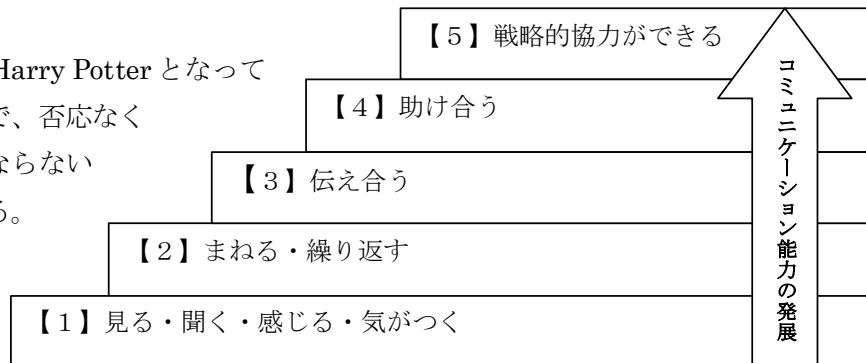 Harry Potter となって
で、否応なく
ならない
る。
【５】戦略的協力ができる
【４】助け合う
【３】伝え合う
【２】まねる・繰り返す
【１】見る・聞く・感じる・気がつく
コミュニケーション能力の発展